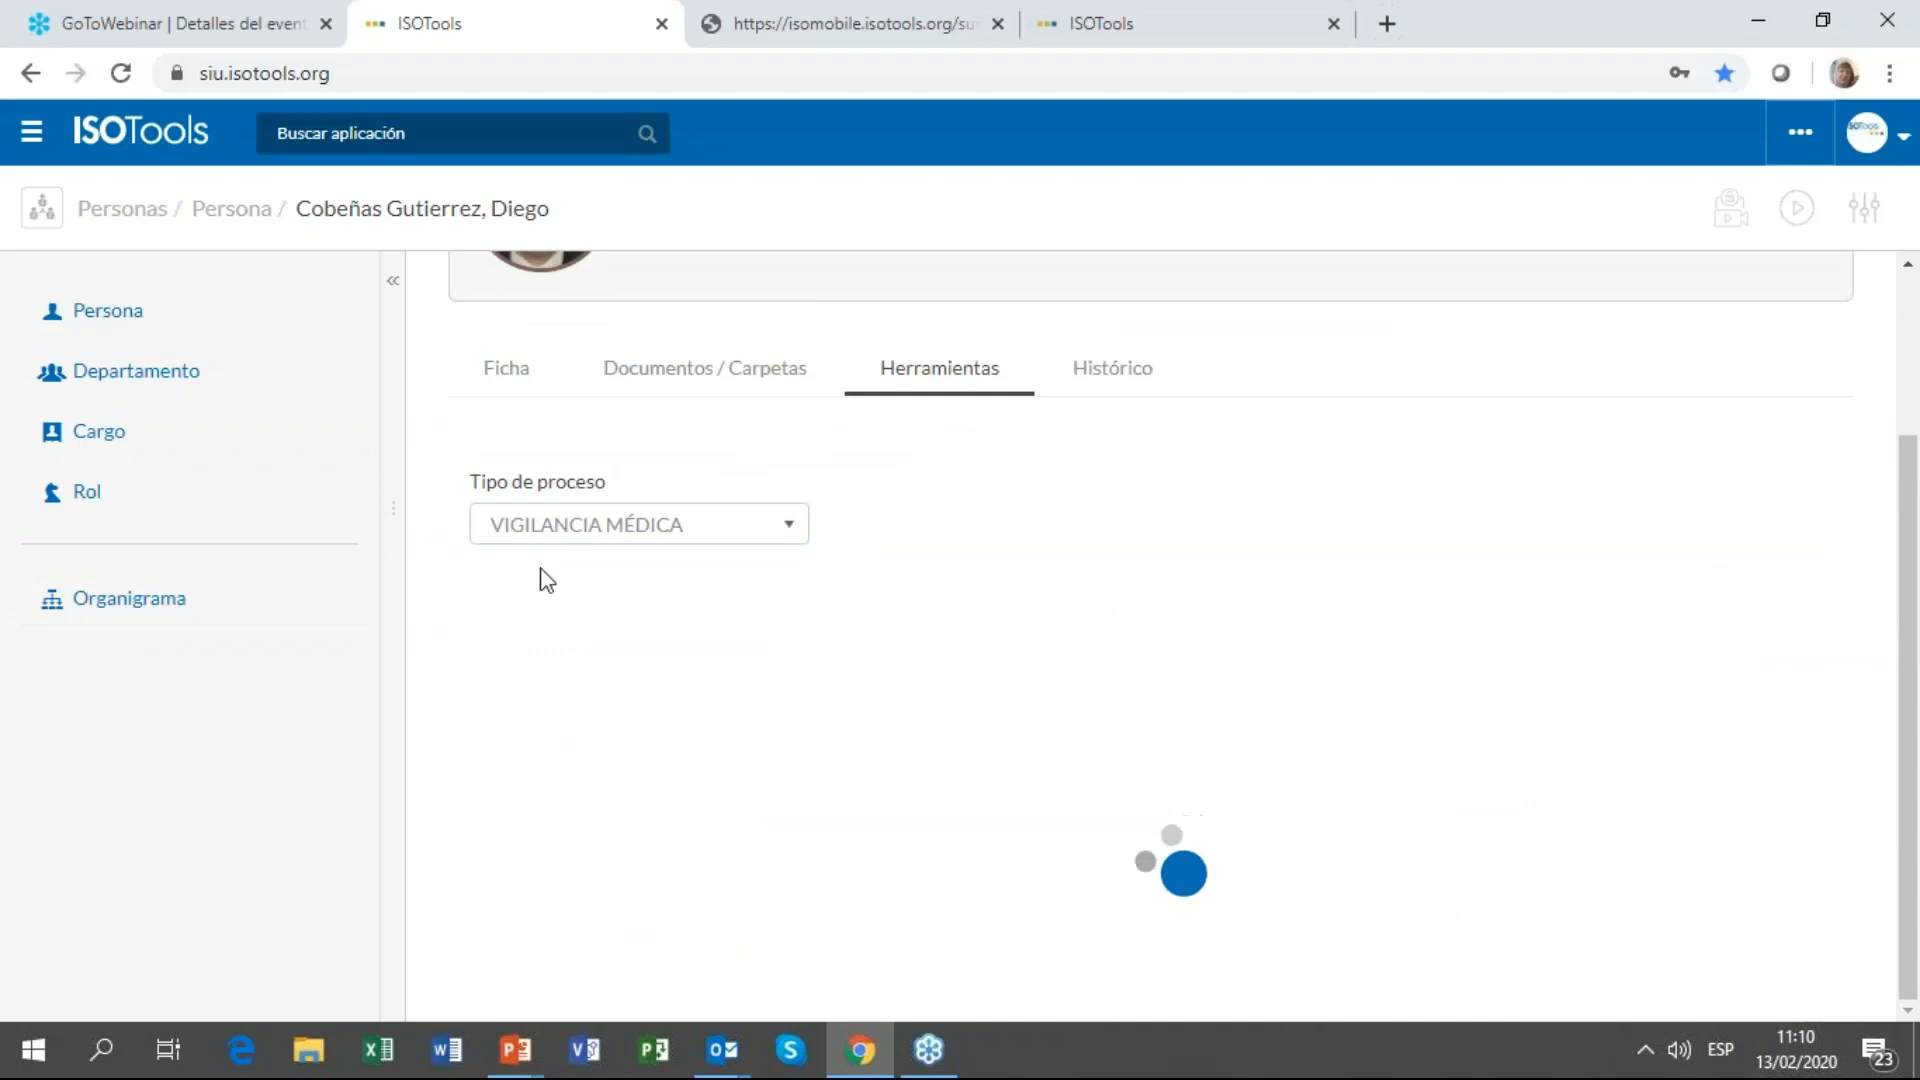 GoToWebinar | Detalles del event
ISOTools
https://isomobile.isotools.org/sui
ISOTools
siu.isotools.org
ISOTools
Buscar aplicación
Personas / Persona / Cobeñas Gutierrez, Diego
Persona
Departamento
Cargo
Rol
Organigrama
Ficha
Documentos / Carpetas
Herramientas
Histórico
Tipo de proceso
VIGILANCIA MÉDICA
ESP
11:10
13/02/2020
23